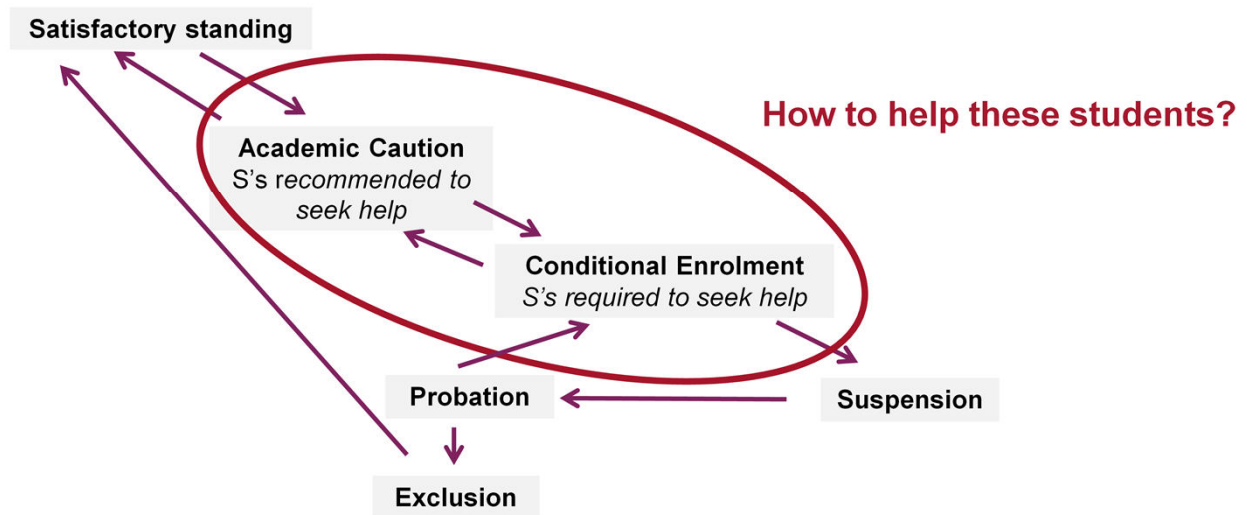 Satisfactory standing
How to help these students?
Academic Caution
S's recommended to
seek help
Conditional Enrolment
S's required to seek help
Probation
Suspension
Exclusion